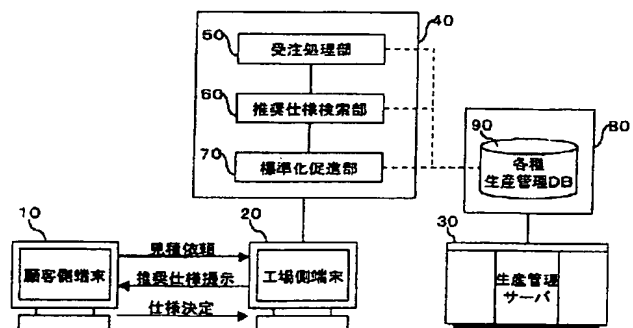 40
50
受注処理部
60
推奨仕様検索部
70
標準化促進部
80
90
各種
生産管理DB
10
顧客側端末
見積依頼
推奨仕様提示
仕様決定
20
工場側端末
30
生産管理
サーバ